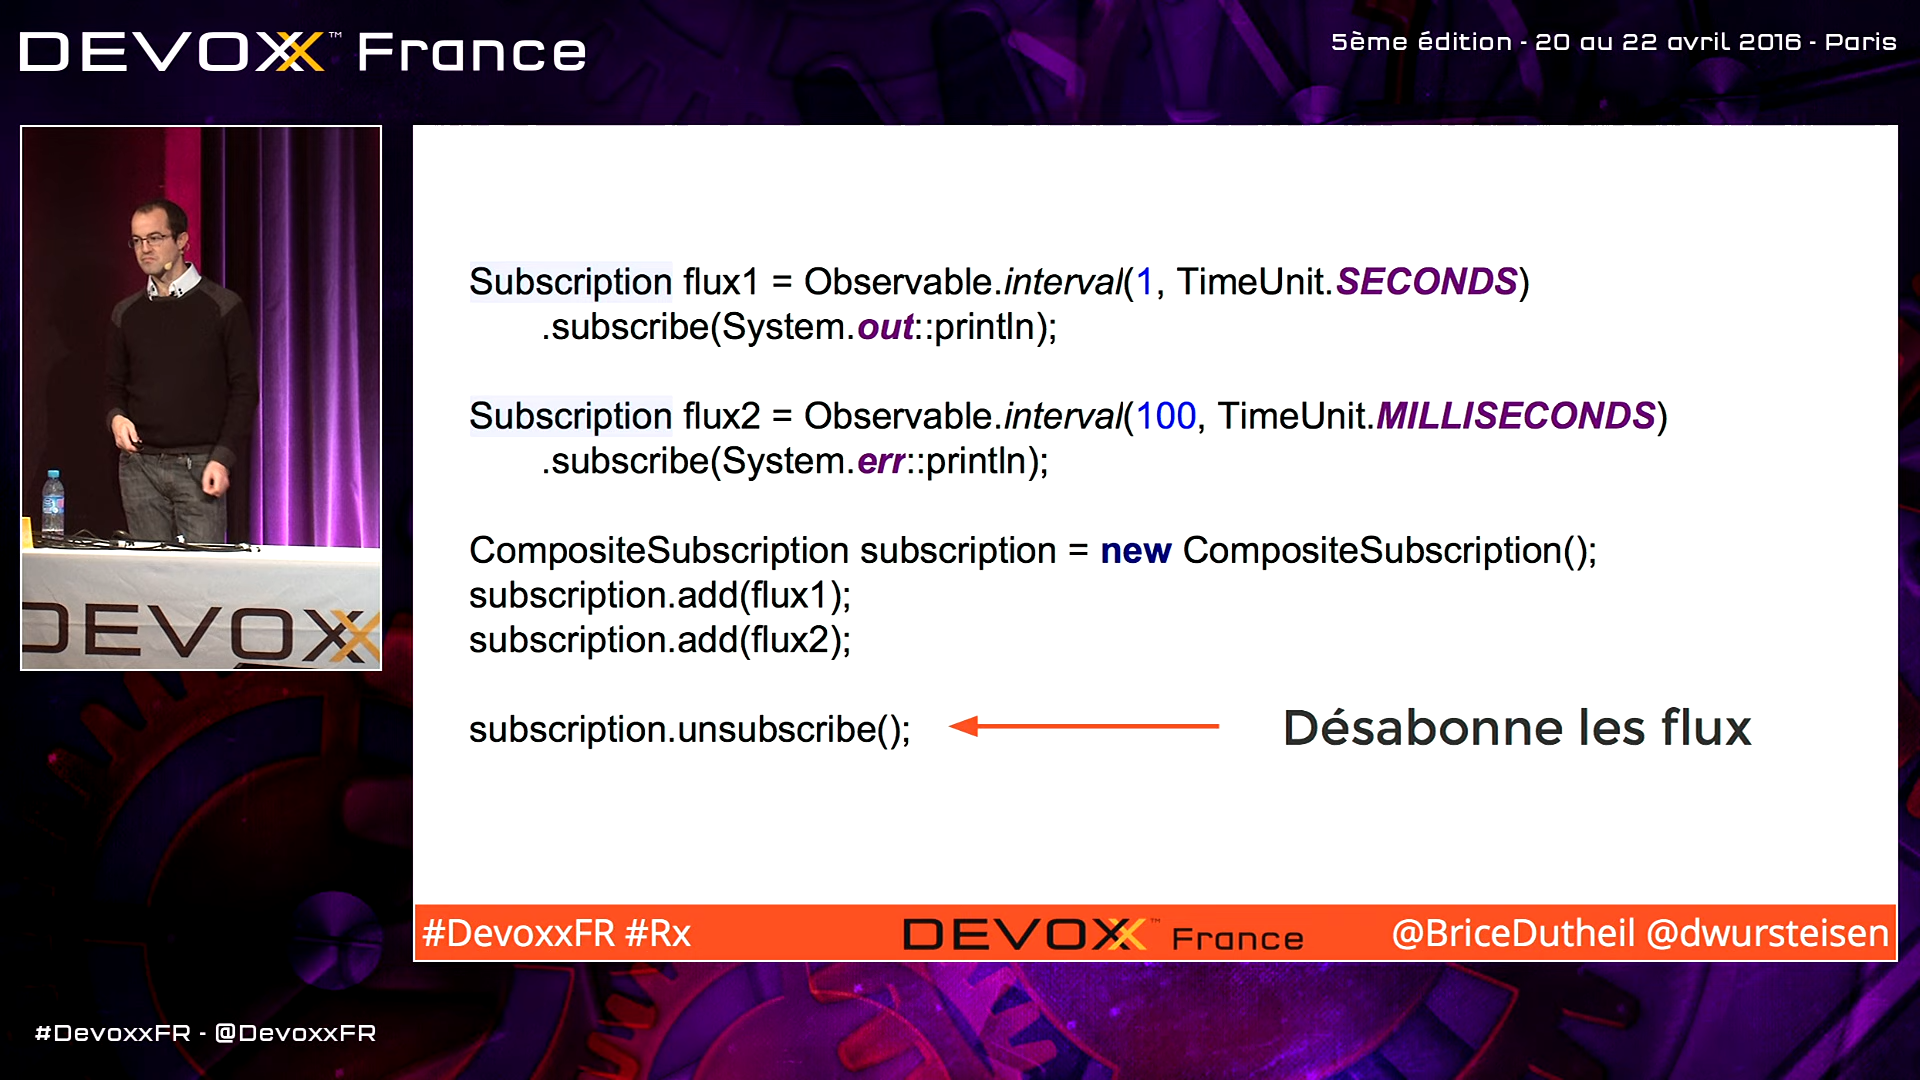 DEVOXX™ France
5ème édition - 20 au 22 avril 2016 - Paris
Subscription flux1 = Observable.interval(1, TimeUnit.SECONDS)
.subscribe(System.out::println);
Subscription flux2 = Observable.interval(100, TimeUnit.MILLISECONDS)
.subscribe(System.err::println);
CompositeSubscription subscription = new CompositeSubscription();
subscription.add(flux1);
subscription.add(flux2);
subscription.unsubscribe();
Désabonne les flux
DEVOXX
#DevoxxFR #Rx
DEVOXX™ France
@BriceDutheil @dwursteisen
#DevoxxFR - @DevoxxFR